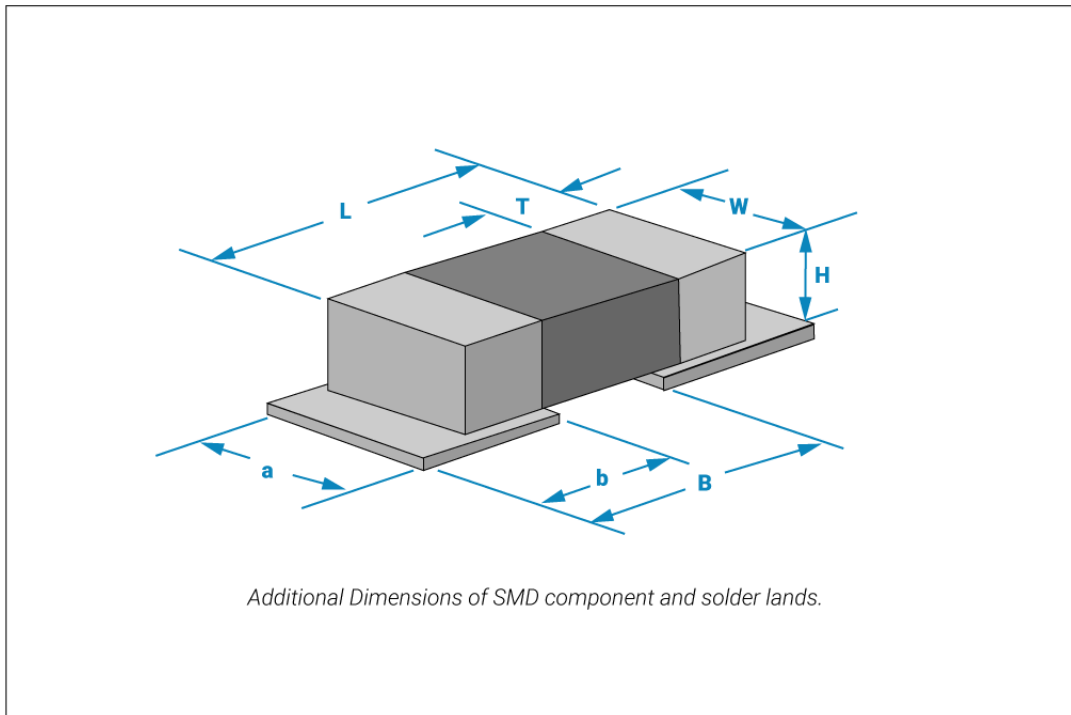 L
T
W
H
a
b
B
Additional Dimensions of SMD component and solder lands.